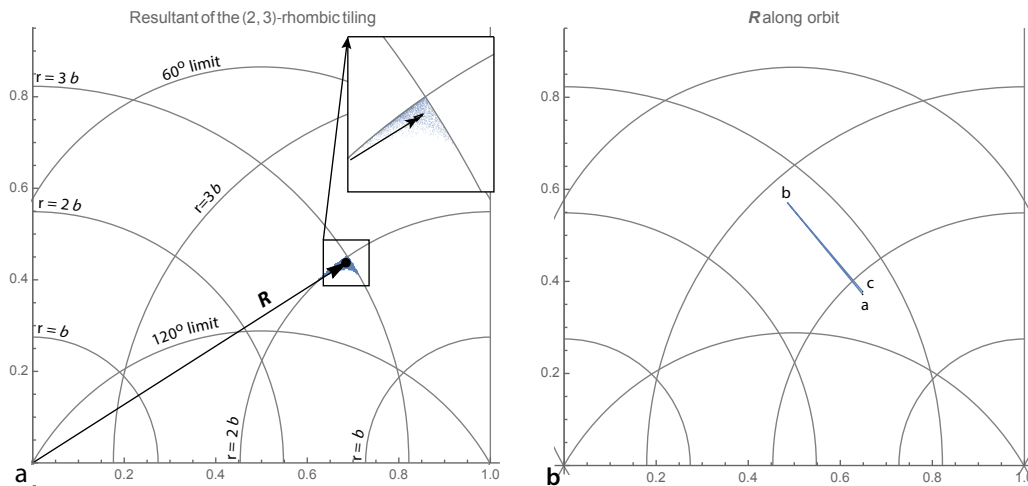 Resultant of the (2, 3)-rhombic tiling
r = 3 b
60° limit
0.8
r=3 b
0.6
r = 2 b
0.4
R
r = b
120° limit
0.2
r = 2 b
r = b
a
0.2
0.4
0.6
0.8
1.0
R along orbit
0.8
0.6
b
0.4
c
a
0.2
b
0.2
0.4
0.6
0.8
1.0